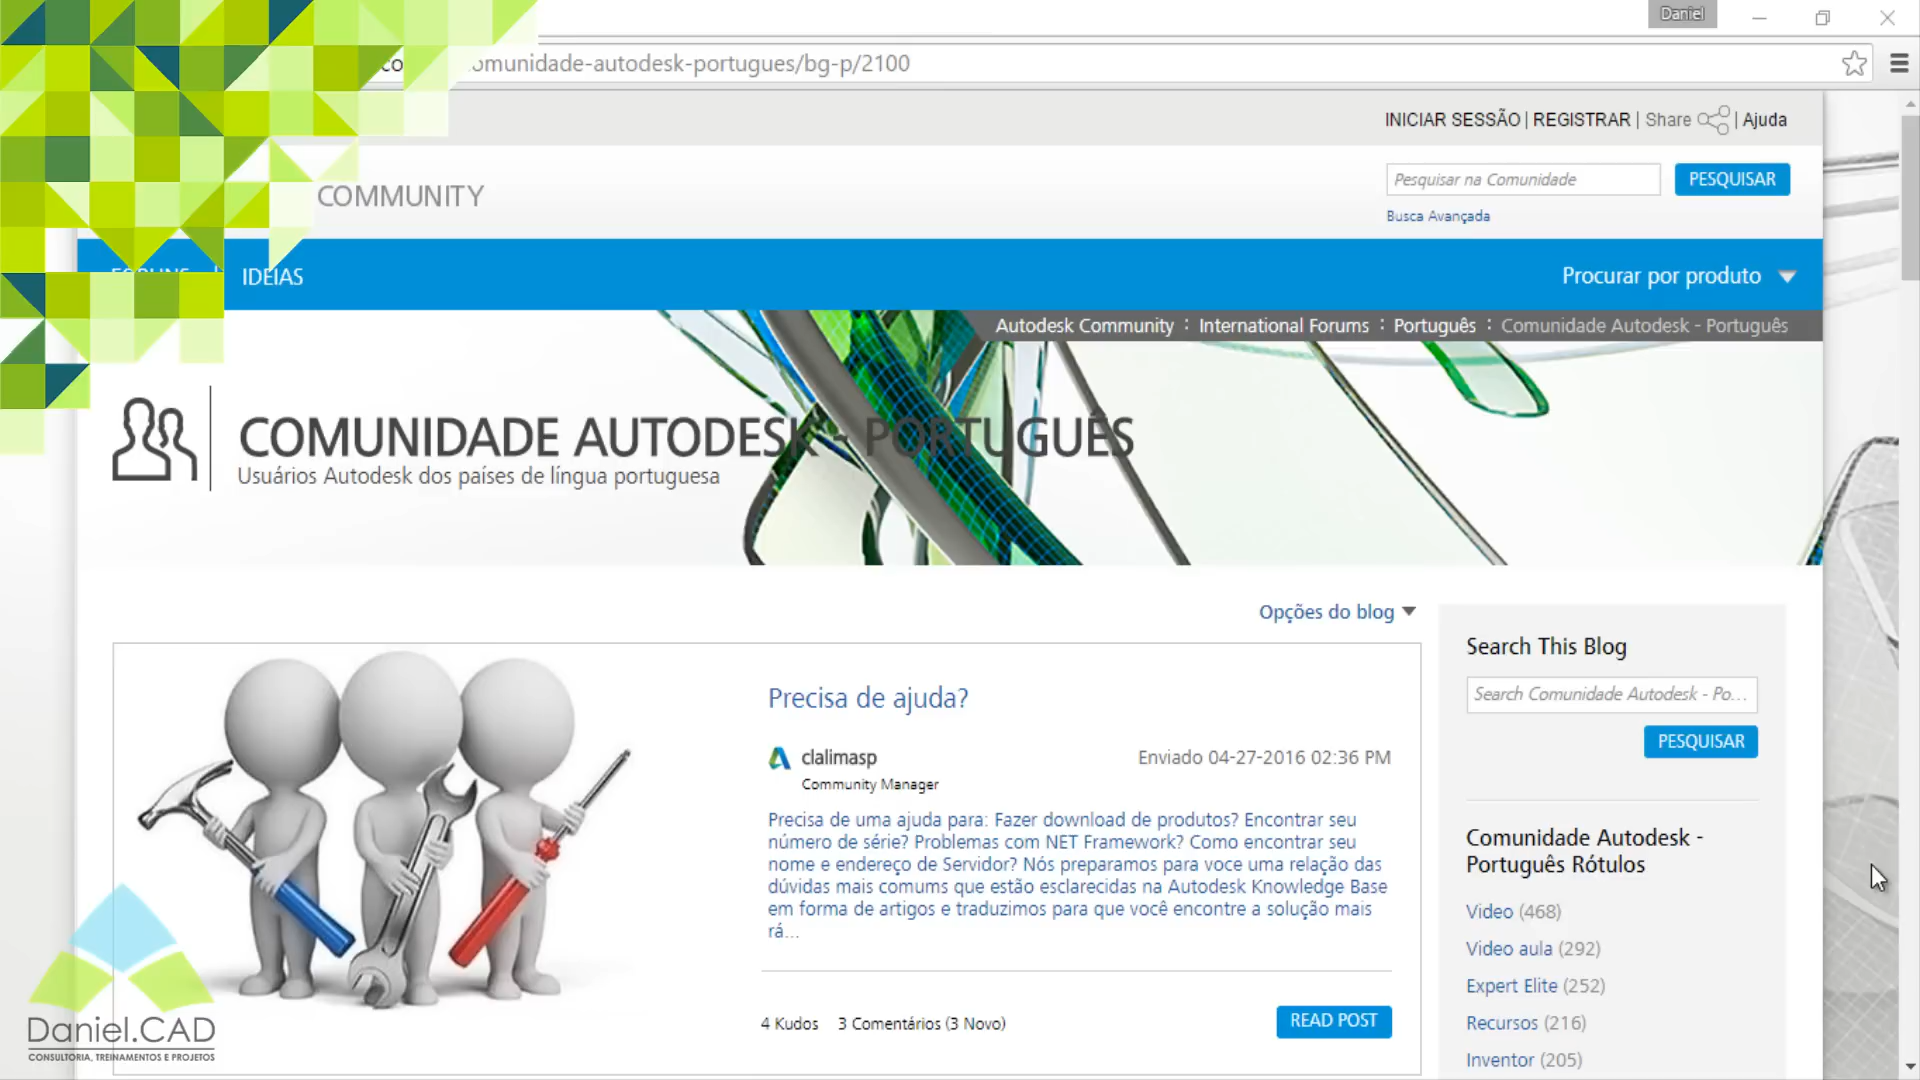 Daniel
omunidade-autodesk-portugues/bg-p/2100
INICIAR SESSÃO | REGISTRAR | Share | Ajuda
COMMUNITY
Pesquisar na Comunidade
PESQUISAR
Busca Avançada
IDEIAS
Procurar por produto
Autodesk Community : International Forums : Português : Comunidade Autodesk - Português
COMUNIDADE AUTODESK - PORTUGUÊS
Usuários Autodesk dos países de língua portuguesa
Opções do blog
Precisa de ajuda?
clalimasp
Enviado 04-27-2016 02:36 PM
Community Manager
Precisa de uma ajuda para: Fazer download de produtos? Encontrar seu
número de série? Problemas com NET Framework? Como encontrar seu
nome e endereço de Servidor? Nós preparamos para voce uma relação das
dúvidas mais comums que estão esclarecidas na Autodesk Knowledge Base
em forma de artigos e traduzimos para que você encontre a solução mais
rá...
4 Kudos 3 Comentários (3 Novo)
READ POST
Search This Blog
Search Comunidade Autodesk - Po...
PESQUISAR
Comunidade Autodesk -
Português Rótulos
Video (468)
Video aula (292)
Expert Elite (252)
Recursos (216)
Inventor (205)
Daniel.CAD
CONSULTORIA, TREINAMENTOS E PROJETOS